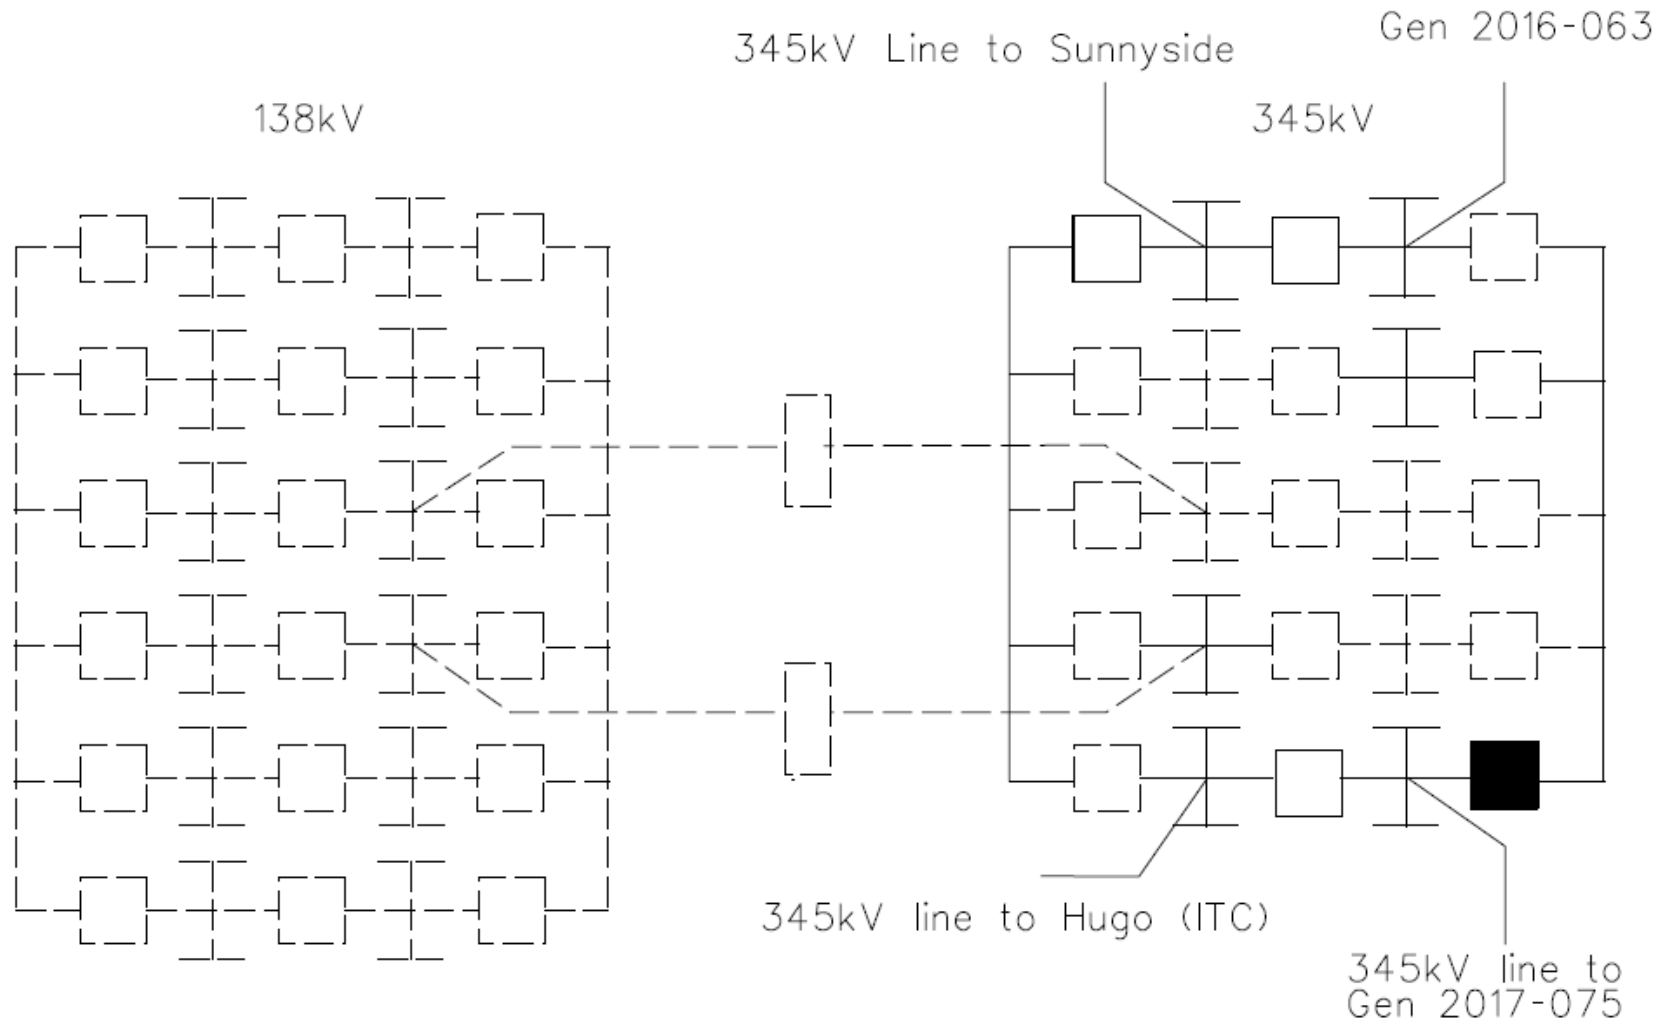 Gen 2016-063
345kV Line to Sunnyside
138kV
345kV
345kV line to Hugo (ITC)
345kV line to
Gen 2017-075